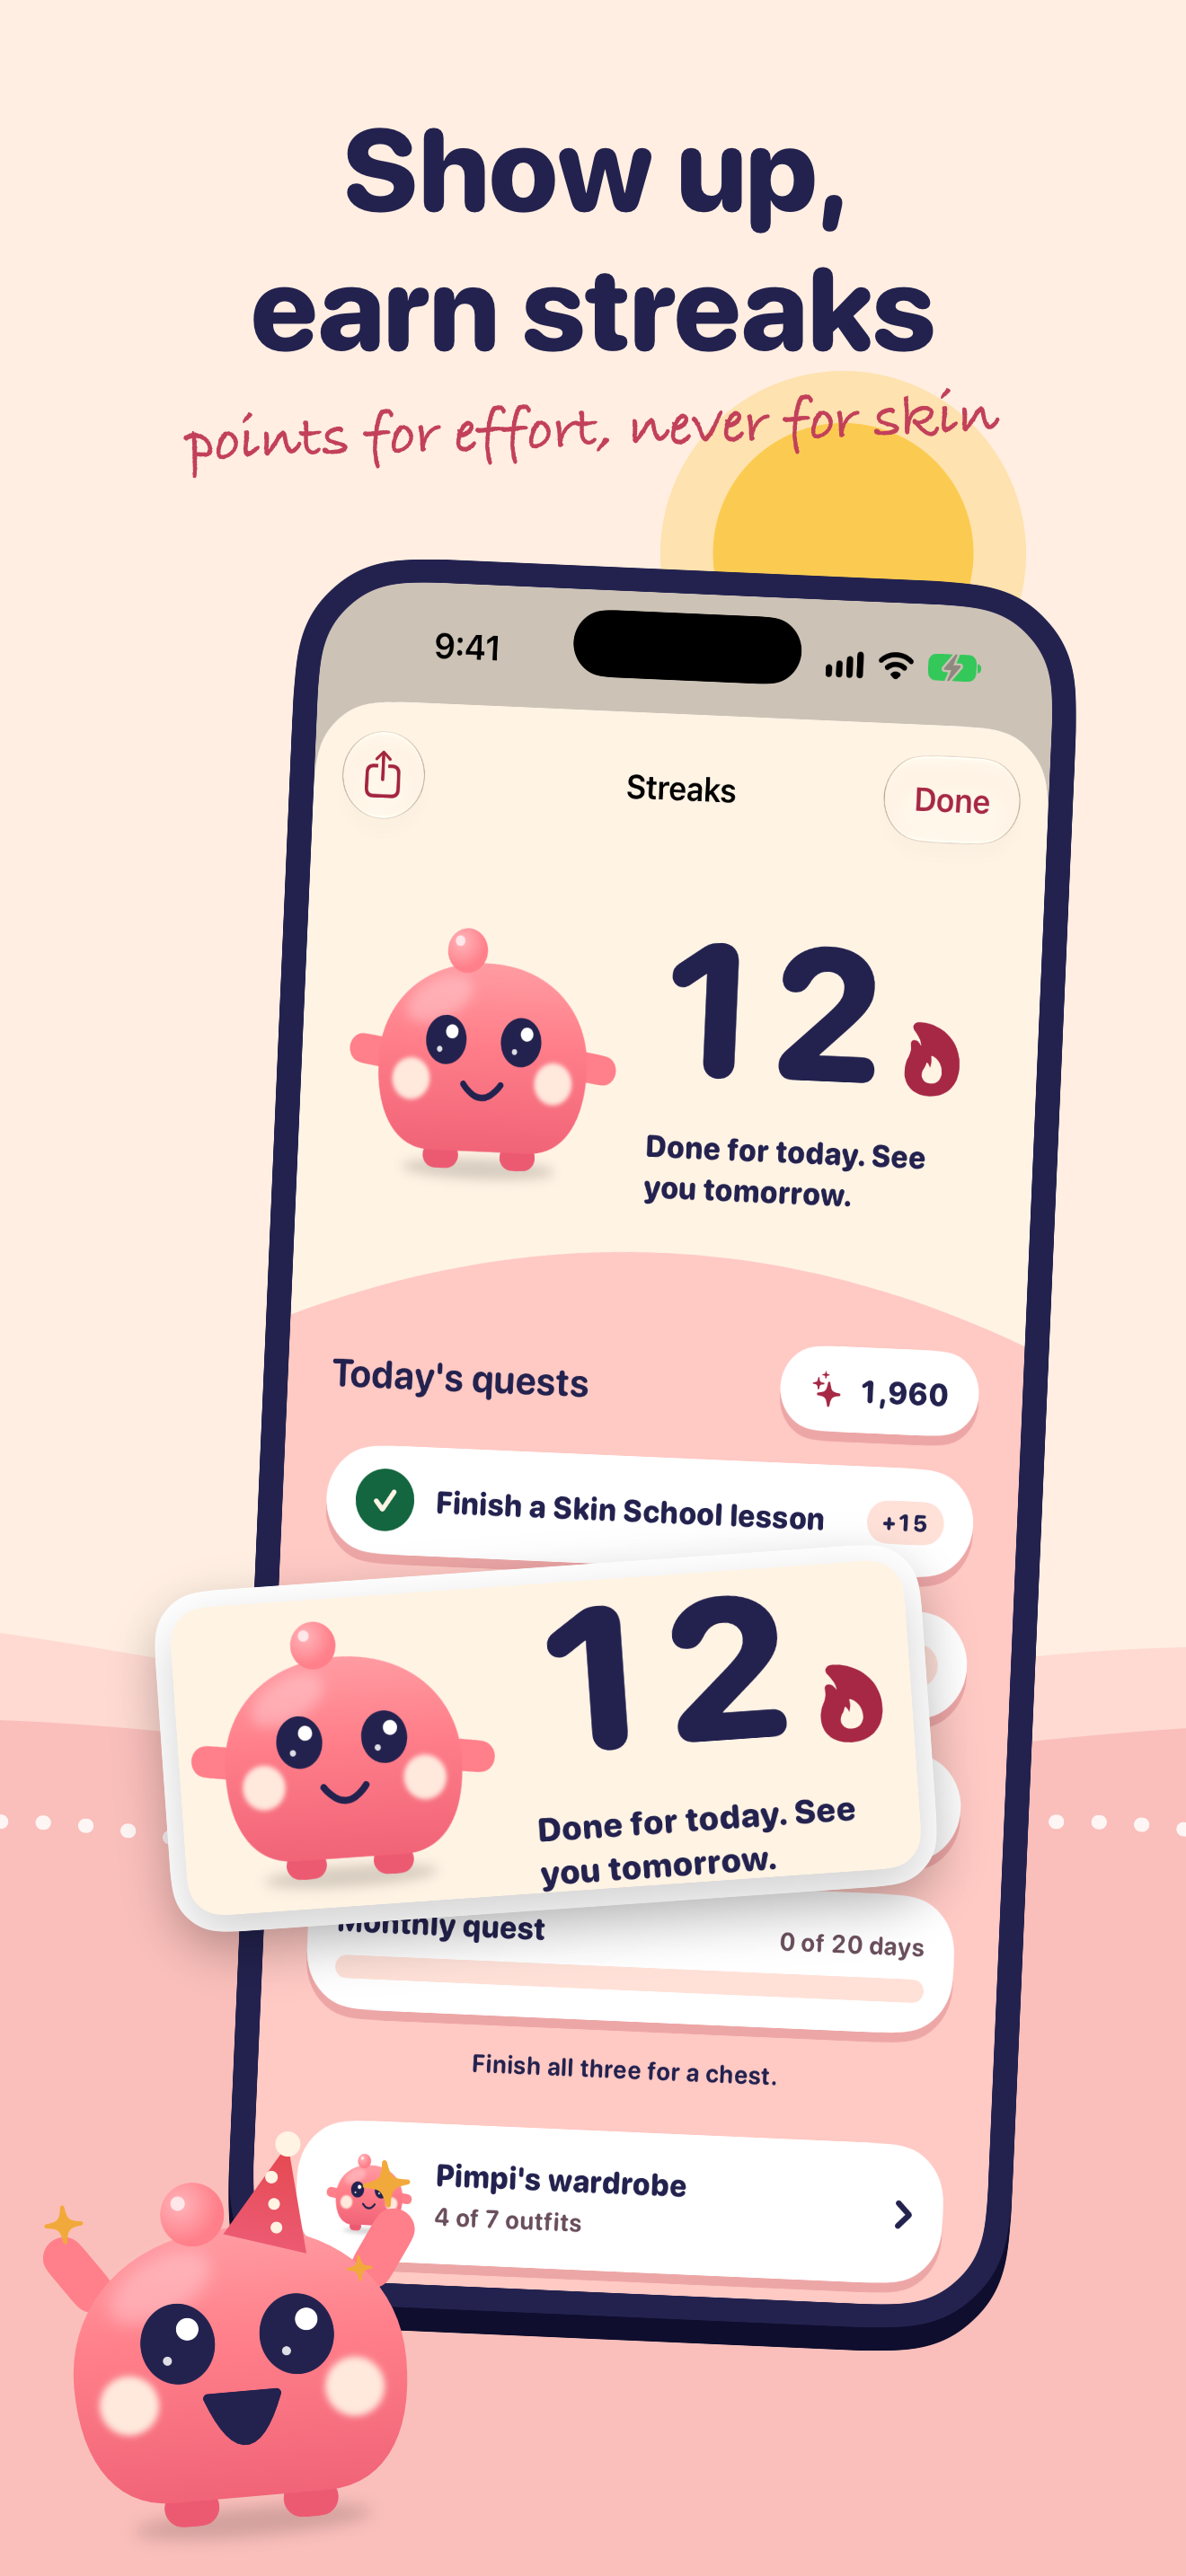 Show up,
earn streaks
points for effort, never for skin
9:41
Streaks
Done
12
Done for today. See
you tomorrow.
Today's quests
1,960
Finish a Skin School lesson
+15
12
Done for today. See
you tomorrow.
Monthly quest
0 of 20 days
Finish all three for a chest.
Pimpi's wardrobe
4 of 7 outfits